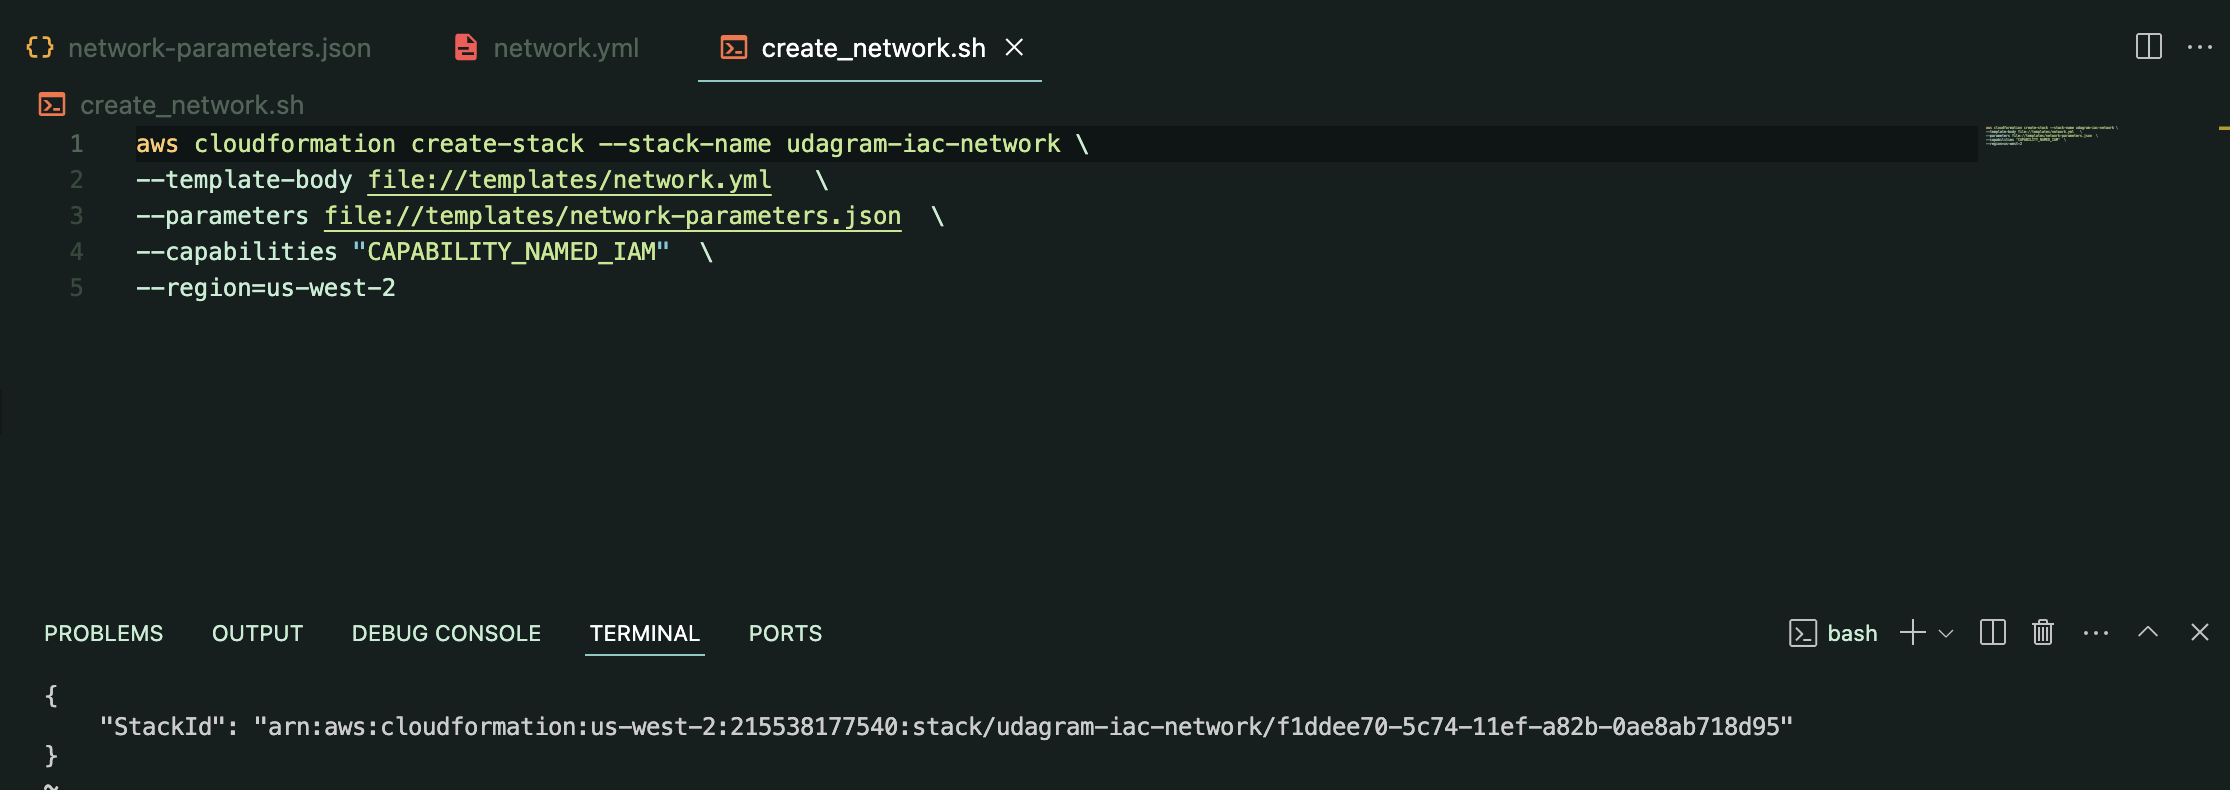 network-parameters.json network.yml create_network.sh
create_network.sh
1 aws cloudformation create-stack --stack-name udagram-iac-network \
2 --template-body file://templates/network.yml   \
3 --parameters file://templates/network-parameters.json  \
4 --capabilities "CAPABILITY_NAMED_IAM"  \
5 --region=us-west-2
PROBLEMS OUTPUT DEBUG CONSOLE TERMINAL PORTS bash
{
    "StackId": "arn:aws:cloudformation:us-west-2:215538177540:stack/udagram-iac-network/f1ddee70-5c74-11ef-a82b-0ae8ab718d95"
}